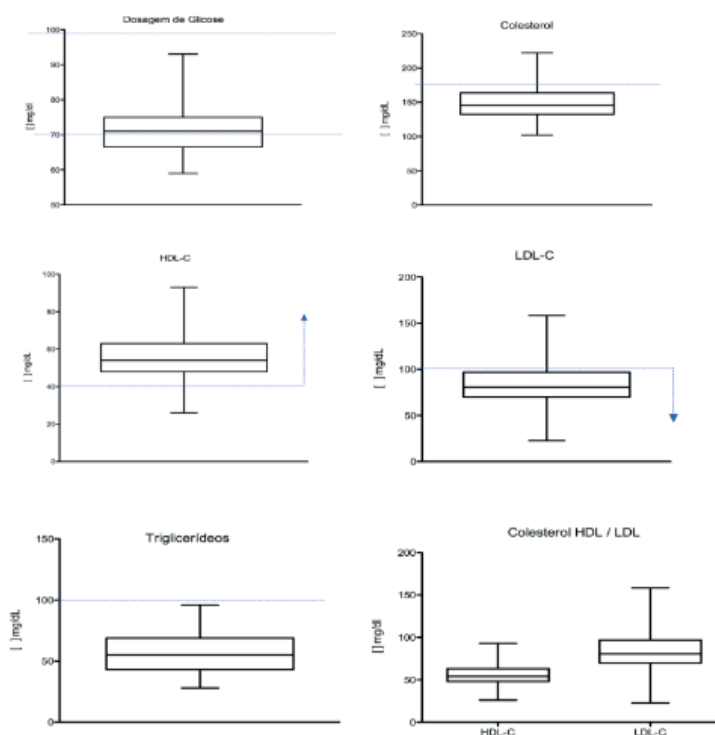 Dosagem de Glicose
100
90
80
70
60
50
[ ] mg/dl
Colesterol
250
200
150
100
50
0
[ ] mg/dL
HDL-C
100
80
60
40
20
0
[ ] mg/dL
LDL-C
200
150
100
50
0
[ ] mg/dL
Triglicerídeos
150
100
50
0
[ ] mg/dL
Colesterol HDL / LDL
200
150
100
50
0
[ ] mg/dl
HDL-C
LDL-C